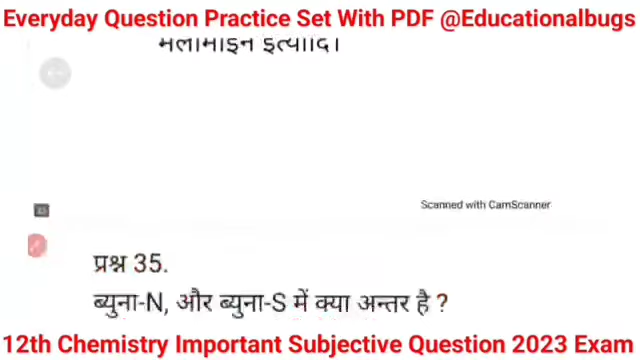 Everyday Question Practice Set With PDF @Educationalbugs
मेलामाइन इत्यादि।
Scanned with CamScanner
प्रश्न 35.
ब्युना-N, और ब्युना-S में क्या अन्तर है ?
12th Chemistry Important Subjective Question 2023 Exam